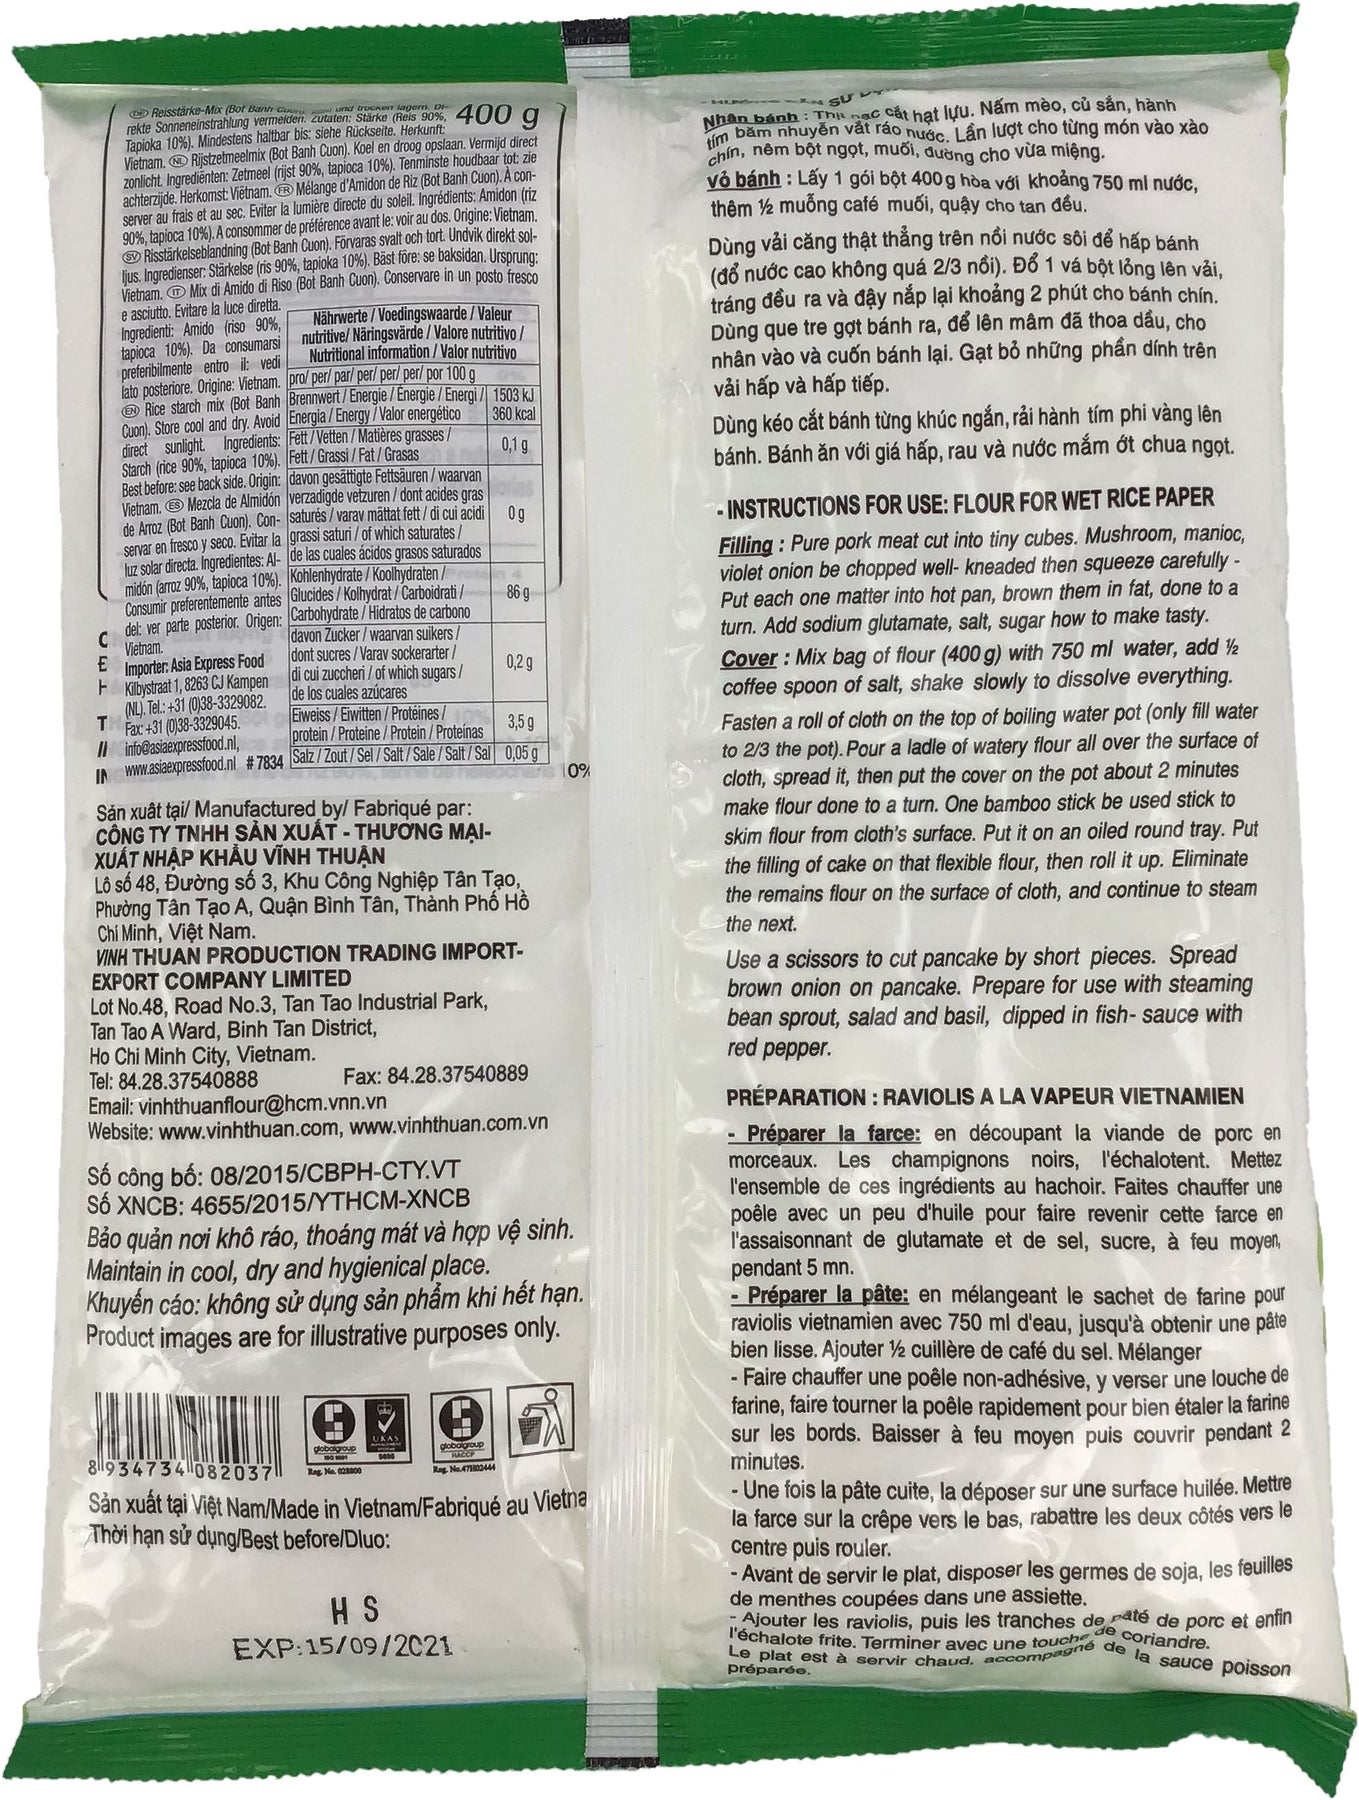 DE Reisstärke-Mix (Bot Banh Cuon). Kühl und trocken lagern. Di-
400 g
rekte Sonneneinstrahlung vermeiden. Zutaten: Stärke (Reis 90%,
Tapioka 10%). Mindestens haltbar bis: siehe Rückseite. Herkunft:
Vietnam. NL Rijstzetmeelmix (Bot Banh Cuon). Koel en droog opslaan. Vermijd direct
zonlicht. Ingrediënten: Zetmeel (rijst 90%, tapioca 10%). Tenminste houdbaar tot: zie
achterzijde. Herkomst: Viêtnam. FR Mélange d'Amidon de Riz (Bot Banh Cuon). À con-
server au frais et au sec. Eviter la lumière directe du soleil. Ingrédients: Amidon (riz
90%, tapioca 10%). A consommer de préférence avant le: voir au dos. Origine: Vietnam.
SV Risstärkelseblandning (Bot Banh Cuon). Förvaras svalt och tort. Undvik direkt sol-
ljus. Ingredienser: Stärkelse (ris 90%, tapioka 10%). Bäst före: se baksidan. Ursprung:
Vietnam. IT Mix di Amido di Riso (Bot Banh Cuon). Conservare in un posto fresco
e asciutto. Evitare la luce diretta.
Ingredienti: Amido (riso 90%,
tapioca 10%). Da consumarsi
preferibilmente entro il: vedi
lato posteriore. Origine: Vietnam.
EN Rice starch mix (Bot Banh
Cuon). Store cool and dry. Avoid
direct sunlight. Ingredients:
Starch (rice 90%, tapioca 10%).
Best before: see back side. Origin:
Vietnam. ES Mezcla de Almidón
de Arroz (Bot Banh Cuon). Con-
servar en fresco y seco. Evitar la
luz solar directa. Ingredientes: Al-
midón (arroz 90%, tapioca 10%).
Consumir preferentemente antes
del: ver parte posterior. Origen:
Viëtnam.
Importer: Asia Express Food
Kilbystraat 1, 8263 CJ Kampen
(NL). Tel.: +31 (0)38-3329082.
Fax: +31 (0)38-3329045.
info@asiaexpressfood.nl,
www.asiaexpressfood.nl # 7834
Nährwerte / Voedingswaarde / Valeur
nutritive/ Näringsvärde / Valore nutritivo /
Nutritional information / Valor nutritivo
pro/ per/ par/ per/ per/ per/ por 100 g
Brennwert / Energie / Énergie / Energi / 1503 kJ
Energia / Energy / Valor energético 360 kcal
Fett / Vetten / Matières grasses /
Fett / Grassi / Fat / Grasas 0,1 g
davon gesättigte Fettsäuren / waarvan
verzadigde vetzuren / dont acides gras
saturés / varav mättat fett / di cui acidi 0 g
grassi saturi / of which saturates /
de las cuales ácidos grasos saturados
Kohlenhydrate / Koolhydraten /
Glucides / Kolhydrat / Carboidrati / 86 g
Carbohydrate / Hidratos de carbono
davon Zucker / waarvan suikers /
dont sucres / Varav sockerarter /
di cui zuccheri / of which sugars / 0,2 g
de los cuales azúcares
Eiweiss / Eiwitten / Protéines /
protein / Proteine / Protein / Proteínas 3,5 g
Salz / Zout / Sel / Salt / Sale / Salt / Sal 0,05 g
10%
Sản xuất tại/ Manufactured by/ Fabriqué par:
CÔNG TY TNHH SẢN XUẤT - THƯƠNG MẠI-
XUẤT NHẬP KHẨU VĨNH THUẬN
Lô số 48, Đường số 3, Khu Công Nghiệp Tân Tạo,
Phường Tân Tạo A, Quận Bình Tân, Thành Phố Hồ
Chí Minh, Việt Nam.
VINH THUAN PRODUCTION TRADING IMPORT-
EXPORT COMPANY LIMITED
Lot No.48, Road No.3, Tan Tao Industrial Park,
Tan Tao A Ward, Binh Tan District,
Ho Chi Minh City, Vietnam.
Tel: 84.28.37540888 Fax: 84.28.37540889
Email: vinhthuanflour@hcm.vnn.vn
Website: www.vinhthuan.com, www.vinhthuan.com.vn
Số công bố: 08/2015/CBPH-CTY.VT
Số XNCB: 4655/2015/YTHCM-XNCB
Bảo quản nơi khô ráo, thoáng mát và hợp vệ sinh.
Maintain in cool, dry and hygienical place.
Khuyến cáo: không sử dụng sản phẩm khi hết hạn.
Product images are for illustrative purposes only.
globalgroup
ISO 9001
UKAS
MANAGEMENT
SYSTEMS
globalgroup
HACCP
Reg. No. 028800
Reg. No.47H02444
8 934734 082037
Sản xuất tại Việt Nam/Made in Vietnam/Fabriqué au Vietna
Thời hạn sử dụng/Best before/Dluo:
H S
EXP:15/09/2021
Nhân bánh : Thịt nạc cắt hạt lựu. Nấm mèo, củ sắn, hành
tím băm nhuyễn vắt ráo nước. Lần lượt cho từng món vào xào
chín, nêm bột ngọt, muối, đường cho vừa miệng.
vỏ bánh : Lấy 1 gói bột 400 g hòa với khoảng 750 ml nước,
thêm ½ muỗng café muối, quậy cho tan đều.
Dùng vải căng thật thẳng trên nồi nước sôi để hấp bánh
(đổ nước cao không quá 2/3 nồi). Đổ 1 vá bột lỏng lên vải,
tráng đều ra và đậy nắp lại khoảng 2 phút cho bánh chín.
Dùng que tre gợt bánh ra, để lên mâm đã thoa dầu, cho
nhân vào và cuốn bánh lại. Gạt bỏ những phần dính trên
vải hấp và hấp tiếp.
Dùng kéo cắt bánh từng khúc ngắn, rải hành tím phi vàng lên
bánh. Bánh ăn với giá hấp, rau và nước mắm ớt chua ngọt.
- INSTRUCTIONS FOR USE: FLOUR FOR WET RICE PAPER
Filling : Pure pork meat cut into tiny cubes. Mushroom, manioc,
violet onion be chopped well- kneaded then squeeze carefully -
Put each one matter into hot pan, brown them in fat, done to a
turn. Add sodium glutamate, salt, sugar how to make tasty.
Cover : Mix bag of flour (400 g) with 750 ml water, add ½
coffee spoon of salt, shake slowly to dissolve everything.
Fasten a roll of cloth on the top of boiling water pot (only fill water
to 2/3 the pot). Pour a ladle of watery flour all over the surface of
cloth, spread it, then put the cover on the pot about 2 minutes
make flour done to a turn. One bamboo stick be used stick to
skim flour from cloth's surface. Put it on an oiled round tray. Put
the filling of cake on that flexible flour, then roll it up. Eliminate
the remains flour on the surface of cloth, and continue to steam
the next.
Use a scissors to cut pancake by short pieces. Spread
brown onion on pancake. Prepare for use with steaming
bean sprout, salad and basil, dipped in fish- sauce with
red pepper.
PRÉPARATION : RAVIOLIS A LA VAPEUR VIETNAMIEN
- Préparer la farce: en découpant la viande de porc en
morceaux. Les champignons noirs, l'échalotent. Mettez
l'ensemble de ces ingrédients au hachoir. Faites chauffer une
poêle avec un peu d'huile pour faire revenir cette farce en
l'assaisonnant de glutamate et de sel, sucre, à feu moyen,
pendant 5 mn.
- Préparer la pâte: en mélangeant le sachet de farine pour
raviolis vietnamien avec 750 ml d'eau, jusqu'à obtenir une pâte
bien lisse. Ajouter ½ cuillère de café du sel. Mélanger
- Faire chauffer une poêle non-adhésive, y verser une louche de
farine, faire tourner la poêle rapidement pour bien étaler la farine
sur les bords. Baisser à feu moyen puis couvrir pendant 2
minutes.
- Une fois la pâte cuite, la déposer sur une surface huilée. Mettre
la farce sur la crêpe vers le bas, rabattre les deux côtés vers le
centre puis rouler.
- Avant de servir le plat, disposer les germes de soja, les feuilles
de menthes coupées dans une assiette.
- Ajouter les raviolis, puis les tranches de pâté de porc et enfin
l'échalote frite. Terminer avec une touche de coriandre.
Le plat est à servir chaud, accompagné de la sauce poisson
préparée.